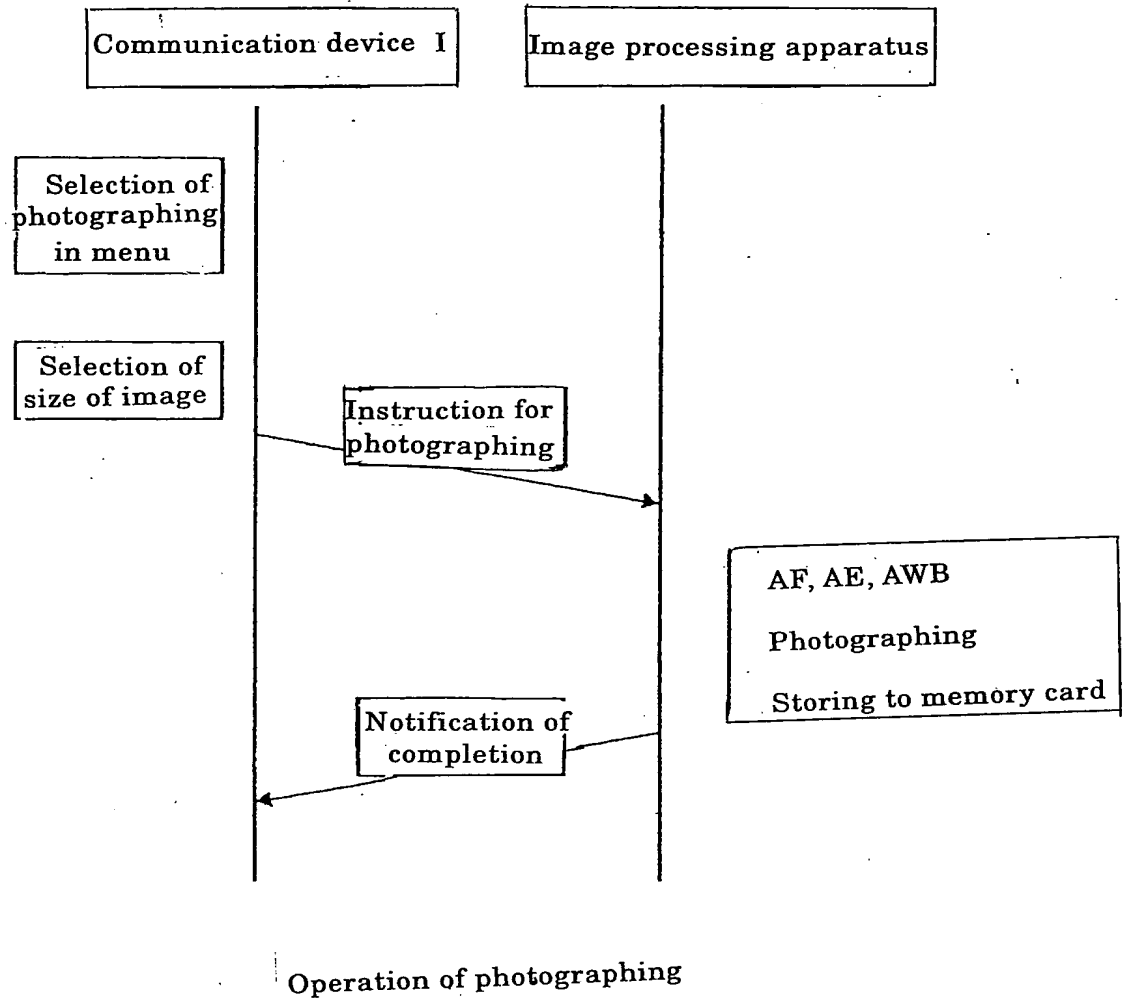 Communication device I
Image processing apparatus
Selection of
photographing
in menu
Selection of
size of image
Instruction for
photographing
AF, AE, AWB
Photographing
Storing to memory card
Notification of
completion
Operation of photographing